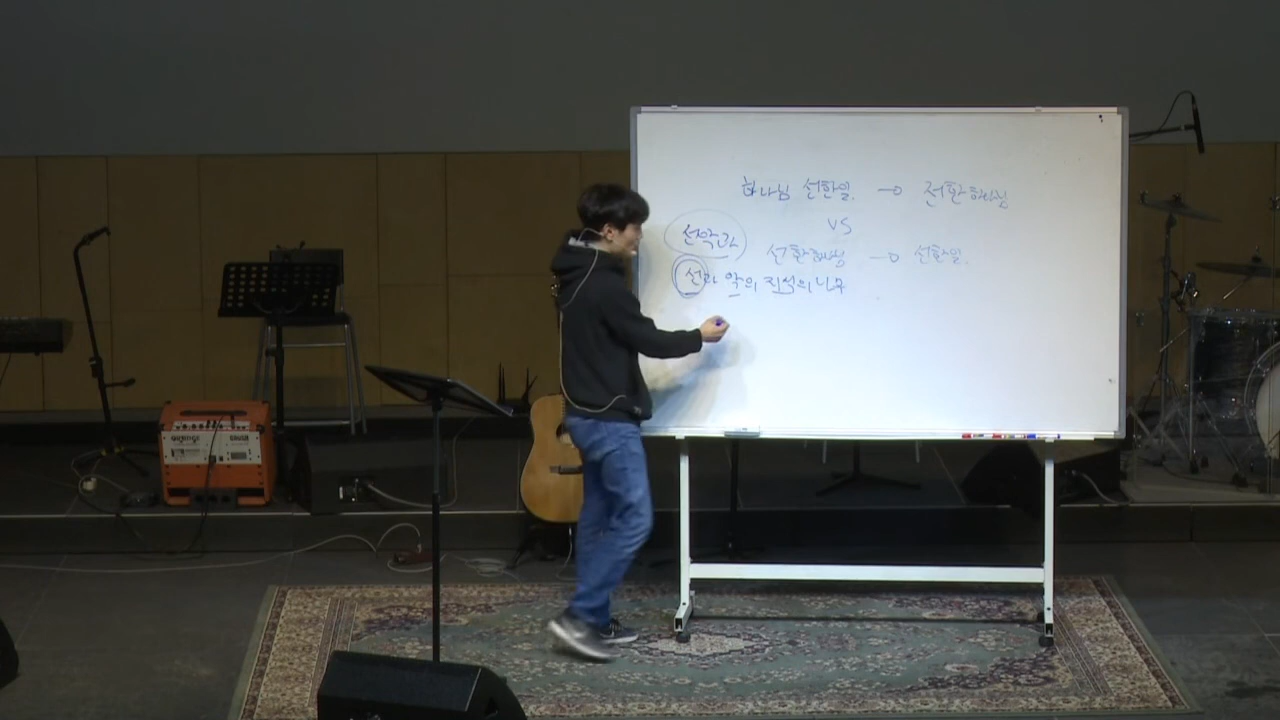 하나님 선한일. → 선한 하나님
VS
선악과
선한 하나님 → 선한일.
선과 악의 지식의 나무
orange